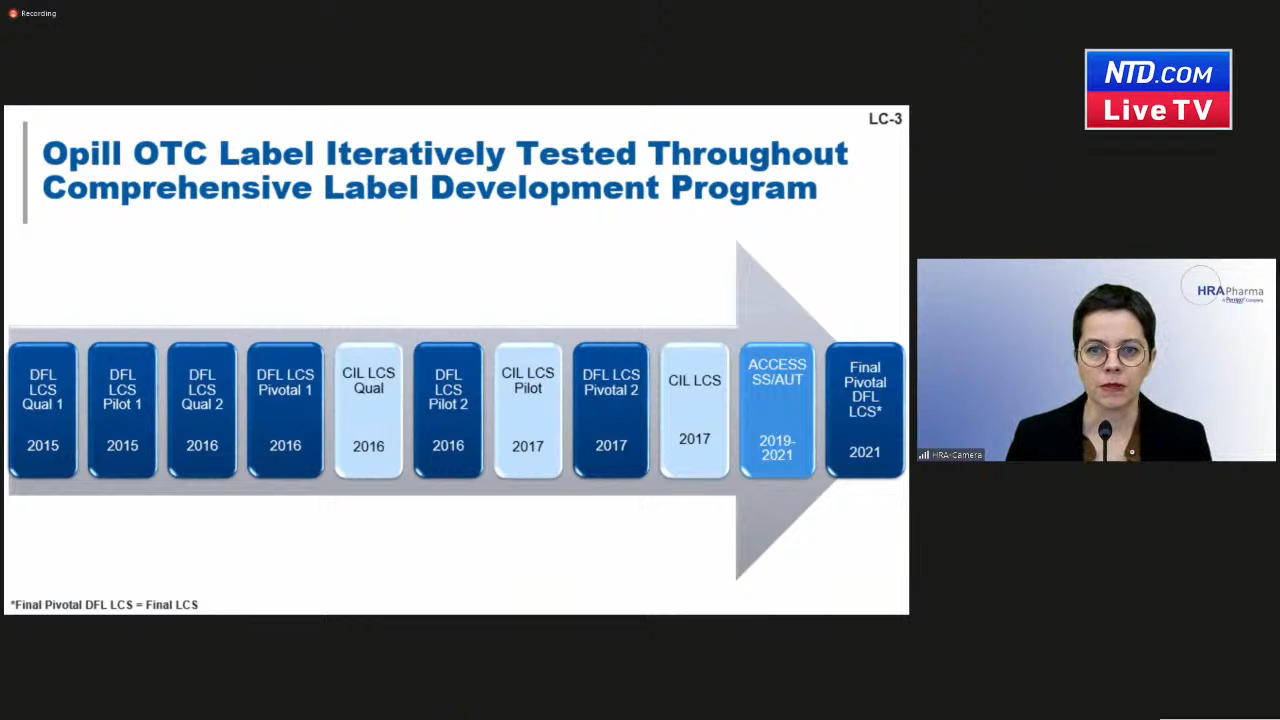 Recording
NTD.COM
Live TV
LC-3
Opill OTC Label Iteratively Tested Throughout
Comprehensive Label Development Program
DFL
LCS
Qual 1
2015
DFL
LCS
Pilot 1
2015
DFL
LCS
Qual 2
2016
DFL LCS
Pivotal 1
2016
CIL LCS
Qual
2016
DFL
LCS
Pilot 2
2016
CIL LCS
Pilot
2017
DFL LCS
Pivotal 2
2017
CIL LCS
2017
ACCESS
SS/AUT
2019-
2021
Final
Pivotal
DFL
LCS*
2021
*Final Pivotal DFL LCS = Final LCS
HRA Pharma
A Perrigo Company
HRA-Camera